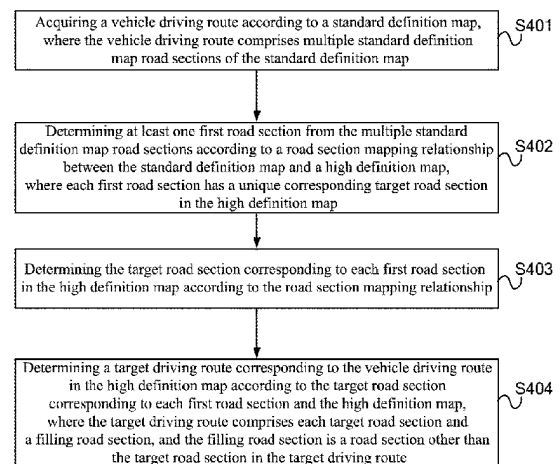 Acquiring a vehicle driving route according to a standard definition map,
where the vehicle driving route comprises multiple standard definition
map road sections of the standard definition map
S401
Determining at least one first road section from the multiple standard
definition map road sections according to a road section mapping relationship
between the standard definition map and a high definition map,
where each first road section has a unique corresponding target road section
in the high definition map
S402
Determining the target road section corresponding to each first road section
in the high definition map according to the road section mapping relationship
S403
Determining a target driving route corresponding to the vehicle driving route
in the high definition map according to the target road section
corresponding to each first road section and the high definition map,
where the target driving route comprises each target road section and
a filling road section, and the filling road section is a road section other than
the target road section in the target driving route
S404